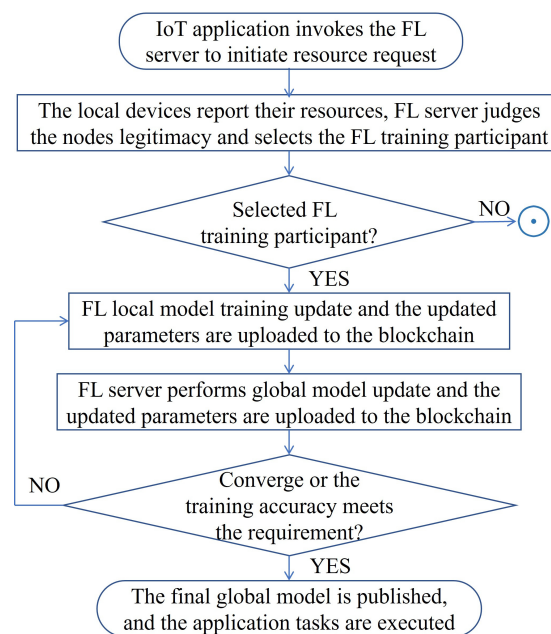 IoT application invokes the FL
server to initiate resource request
The local devices report their resources, FL server judges
the nodes legitimacy and selects the FL training participant
Selected FL
training participant?
NO
YES
FL local model training update and the updated
parameters are uploaded to the blockchain
FL server performs global model update and the
updated parameters are uploaded to the blockchain
Converge or the
training accuracy meets
the requirement?
NO
YES
The final global model is published,
and the application tasks are executed